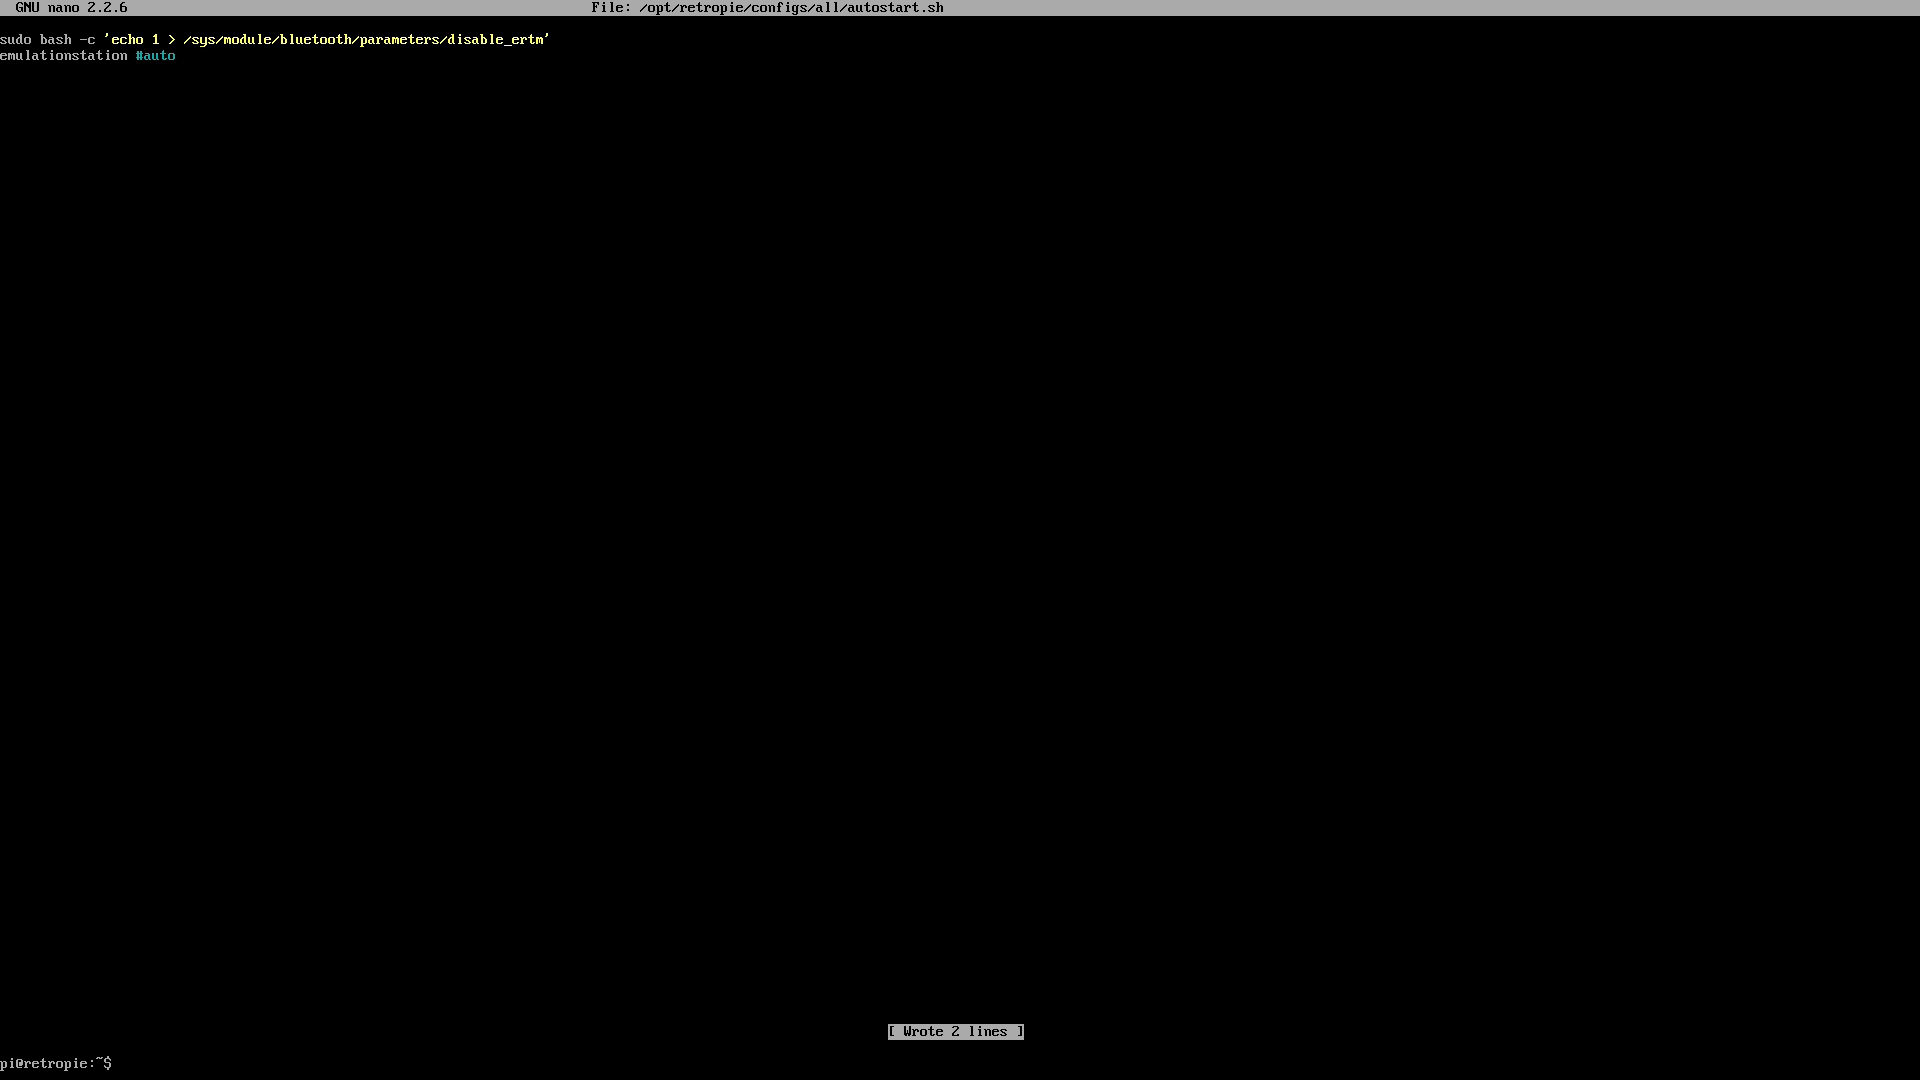 GNU nano 2.2.6 File: /opt/retropie/configs/all/autostart.sh
sudo bash -c 'echo 1 > /sys/module/bluetooth/parameters/disable_ertm'
emulationstation #auto
[ Wrote 2 lines ]
pi@retropie:~$